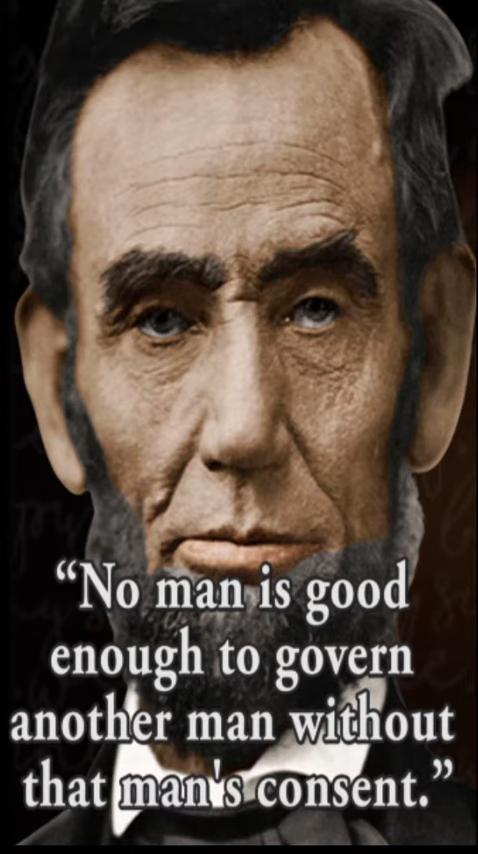 “No man is good
enough to govern
another man without
that man's consent.”